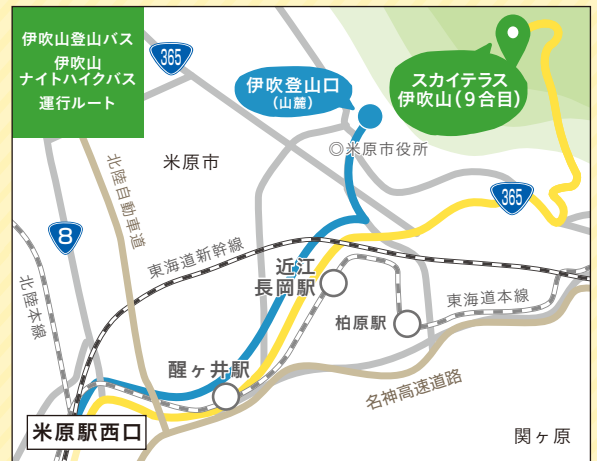 伊吹山登山バス
伊吹山
ナイトハイクバス
運行ルート
365
伊吹登山口
(山麓)
スカイテラス
伊吹山(9合目)
◎米原市役所
米原市
北陸自動車道
365
8
東海道新幹線
近江
長岡駅
北陸本線
東海道本線
柏原駅
醒ヶ井駅
名神高速道路
米原駅西口
関ヶ原